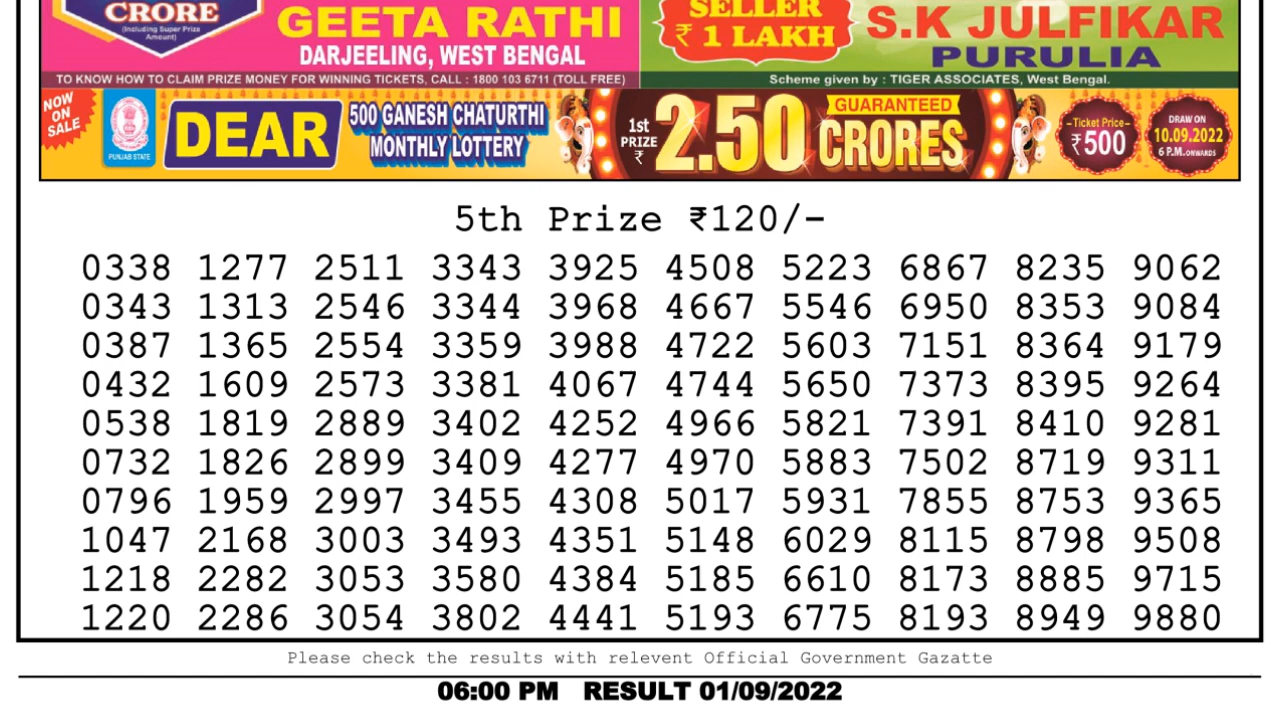 CRORE
(Including Super Prize
Amount)
GEETA RATHI
DARJEELING, WEST BENGAL
SELLER
₹ 1 LAKH
S.K JULFIKAR
PURULIA
TO KNOW HOW TO CLAIM PRIZE MONEY FOR WINNING TICKETS, CALL : 1800 103 6711 (TOLL FREE)
Scheme given by : TIGER ASSOCIATES, West Bengal.
NOW
ON
SALE
PUNJAB STATE
DEAR
500 GANESH CHATURTHI
MONTHLY LOTTERY
1st
PRIZE
₹
2.50
GUARANTEED
CRORES
-Ticket Price-
₹500
DRAW ON
10.09.2022
6 P.M. ONWARDS
5th Prize ₹120/-
0338 1277 2511 3343 3925 4508 5223 6867 8235 9062
0343 1313 2546 3344 3968 4667 5546 6950 8353 9084
0387 1365 2554 3359 3988 4722 5603 7151 8364 9179
0432 1609 2573 3381 4067 4744 5650 7373 8395 9264
0538 1819 2889 3402 4252 4966 5821 7391 8410 9281
0732 1826 2899 3409 4277 4970 5883 7502 8719 9311
0796 1959 2997 3455 4308 5017 5931 7855 8753 9365
1047 2168 3003 3493 4351 5148 6029 8115 8798 9508
1218 2282 3053 3580 4384 5185 6610 8173 8885 9715
1220 2286 3054 3802 4441 5193 6775 8193 8949 9880
Please check the results with relevent Official Government Gazatte
06:00 PM RESULT 01/09/2022